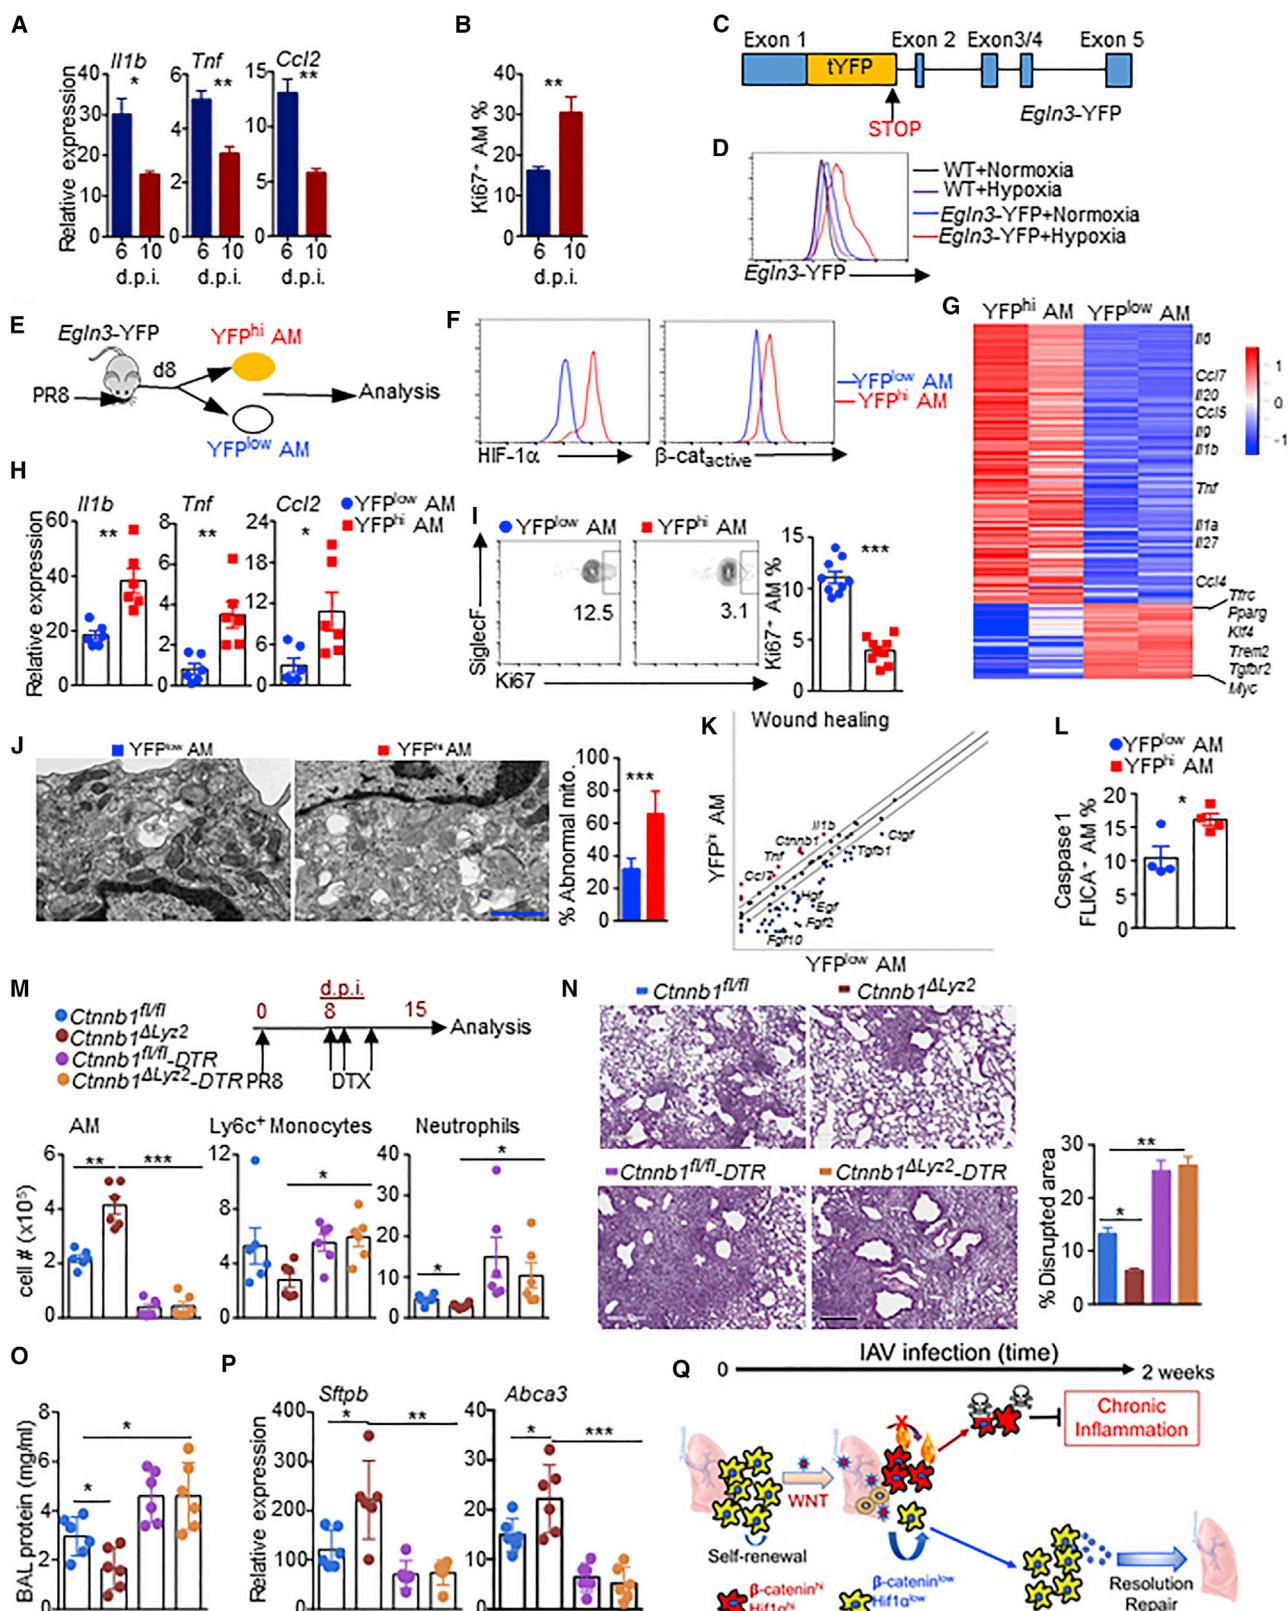 A
Il1b
Tnf
Ccl2
*
**
**
Relative expression
40
30
20
10
0
6
4
2
0
15
10
5
0
6 10
6 10
6 10
d.p.i.
d.p.i.
d.p.i.
B
Ki67+ AM %
40
30
20
10
0
**
6 10
d.p.i.
C
Exon 1
Exon 2
Exon3/4
Exon 5
tYFP
STOP
Egln3-YFP
D
WT+Normoxia
WT+Hypoxia
Egln3-YFP+Normoxia
Egln3-YFP+Hypoxia
Egln3-YFP
E
Egln3-YFP
YFPhi AM
d8
PR8
Analysis
YFPlow AM
F
YFPlow AM
YFPhi AM
HIF-1α
β-catactive
G
YFPhi AM
YFPlow AM
Il6
Ccl7
Il20
Ccl5
Il9
Il1b
Tnf
Il1a
Il27
Ccl4
Tfrc
Pparg
Klf4
Trem2
Tgfbr2
Myc
1
0
-1
H
Il1b
Tnf
Ccl2
YFPlow AM
YFPhi AM
**
**
*
Relative expression
60
40
20
0
8
6
4
2
0
24
18
12
6
0
I
YFPlow AM
YFPhi AM
SiglecF
12.5
3.1
Ki67
Ki67+ AM %
15
10
5
0
***
J
YFPlow AM
YFPhi AM
% Abnormal mito.
100
80
60
40
20
0
***
K
Wound healing
YFPhi AM
Il1b
Ctnnb1
Ctgf
Tnf
Tgfb1
Ccl7
Hgf
Egf
Fgf2
Fgf10
YFPlow AM
L
YFPlow AM
YFPhi AM
Caspase1
FLICA+ AM %
20
15
10
5
0
*
M
Ctnnb1fl/fl
Ctnnb1ΔLyz2
Ctnnb1fl/fl-DTR
Ctnnb1ΔLyz2-DTR
d.p.i.
0 8 15
Analysis
PR8
DTX
AM
Ly6c+ Monocytes
Neutrophils
cell # (x10⁵)
6
4
2
0
** ***
12
8
4
0
*
40
30
20
10
0
*
*
N
Ctnnb1fl/fl
Ctnnb1ΔLyz2
Ctnnb1fl/fl-DTR
Ctnnb1ΔLyz2-DTR
% Disrupted area
30
20
10
0
**
*
O
BAL protein (mg/ml)
8
6
4
2
0
*
*
P
Sftpb
Abca3
Relative expression
400
300
200
100
0
* **
40
30
20
10
0
* ***
Q
IAV infection (time)
0
2 weeks
Chronic
Inflammation
WNT
Self-renewal
β-cateninhi
Hif1αhi
β-cateninlow
Hif1αlow
Resolution
Repair